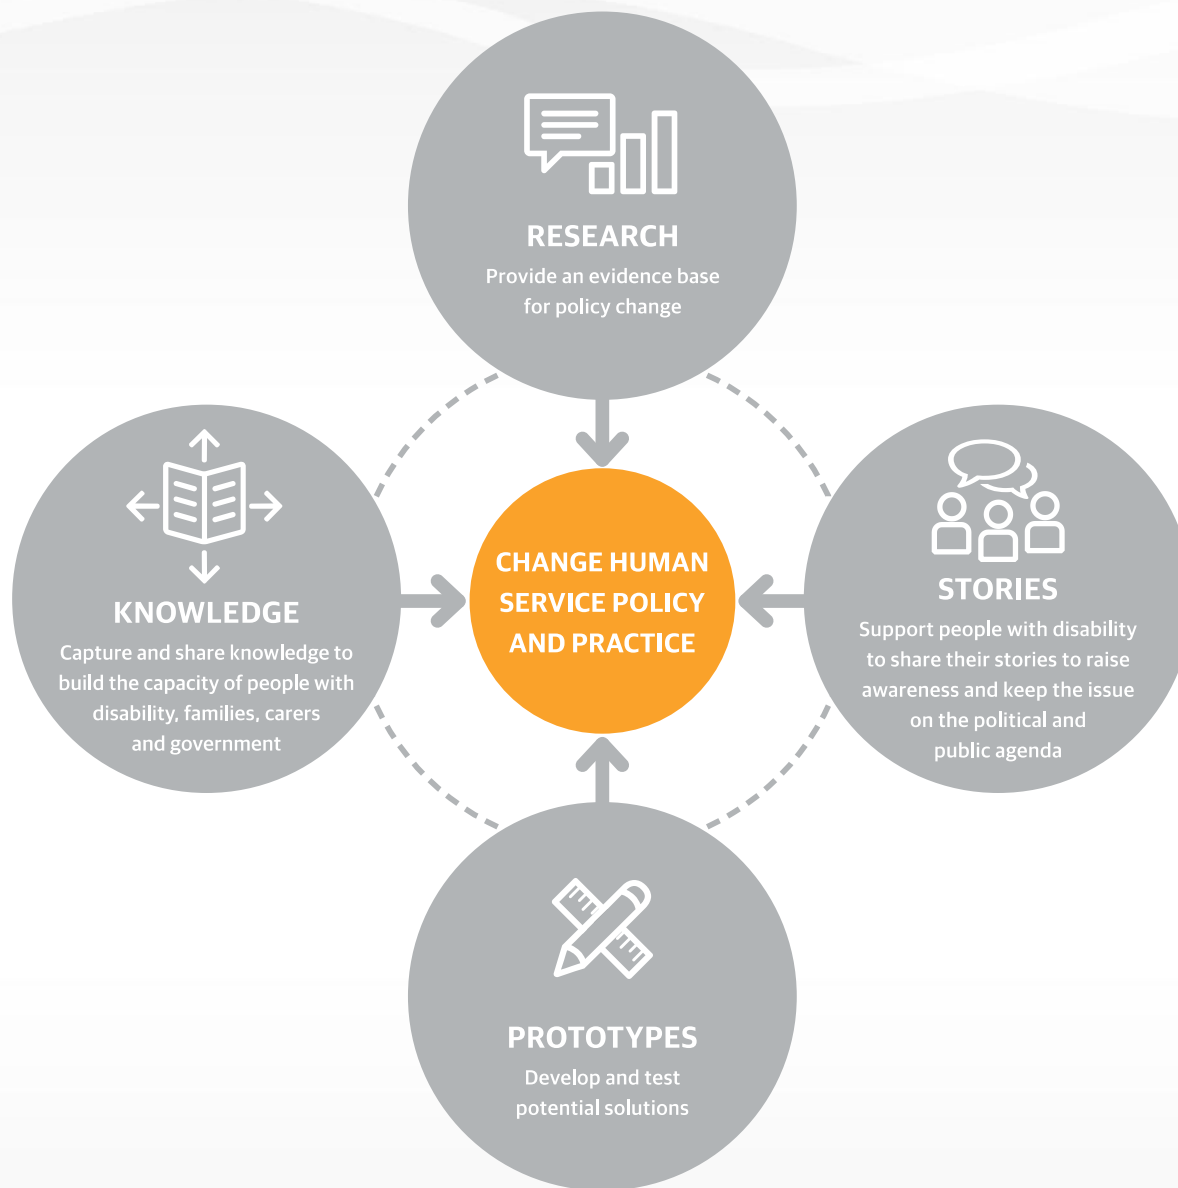 RESEARCH
Provide an evidence base
for policy change
KNOWLEDGE
Capture and share knowledge to
build the capacity of people with
disability, families, carers
and government
CHANGE HUMAN
SERVICE POLICY
AND PRACTICE
STORIES
Support people with disability
to share their stories to raise
awareness and keep the issue
on the political and
public agenda
PROTOTYPES
Develop and test
potential solutions